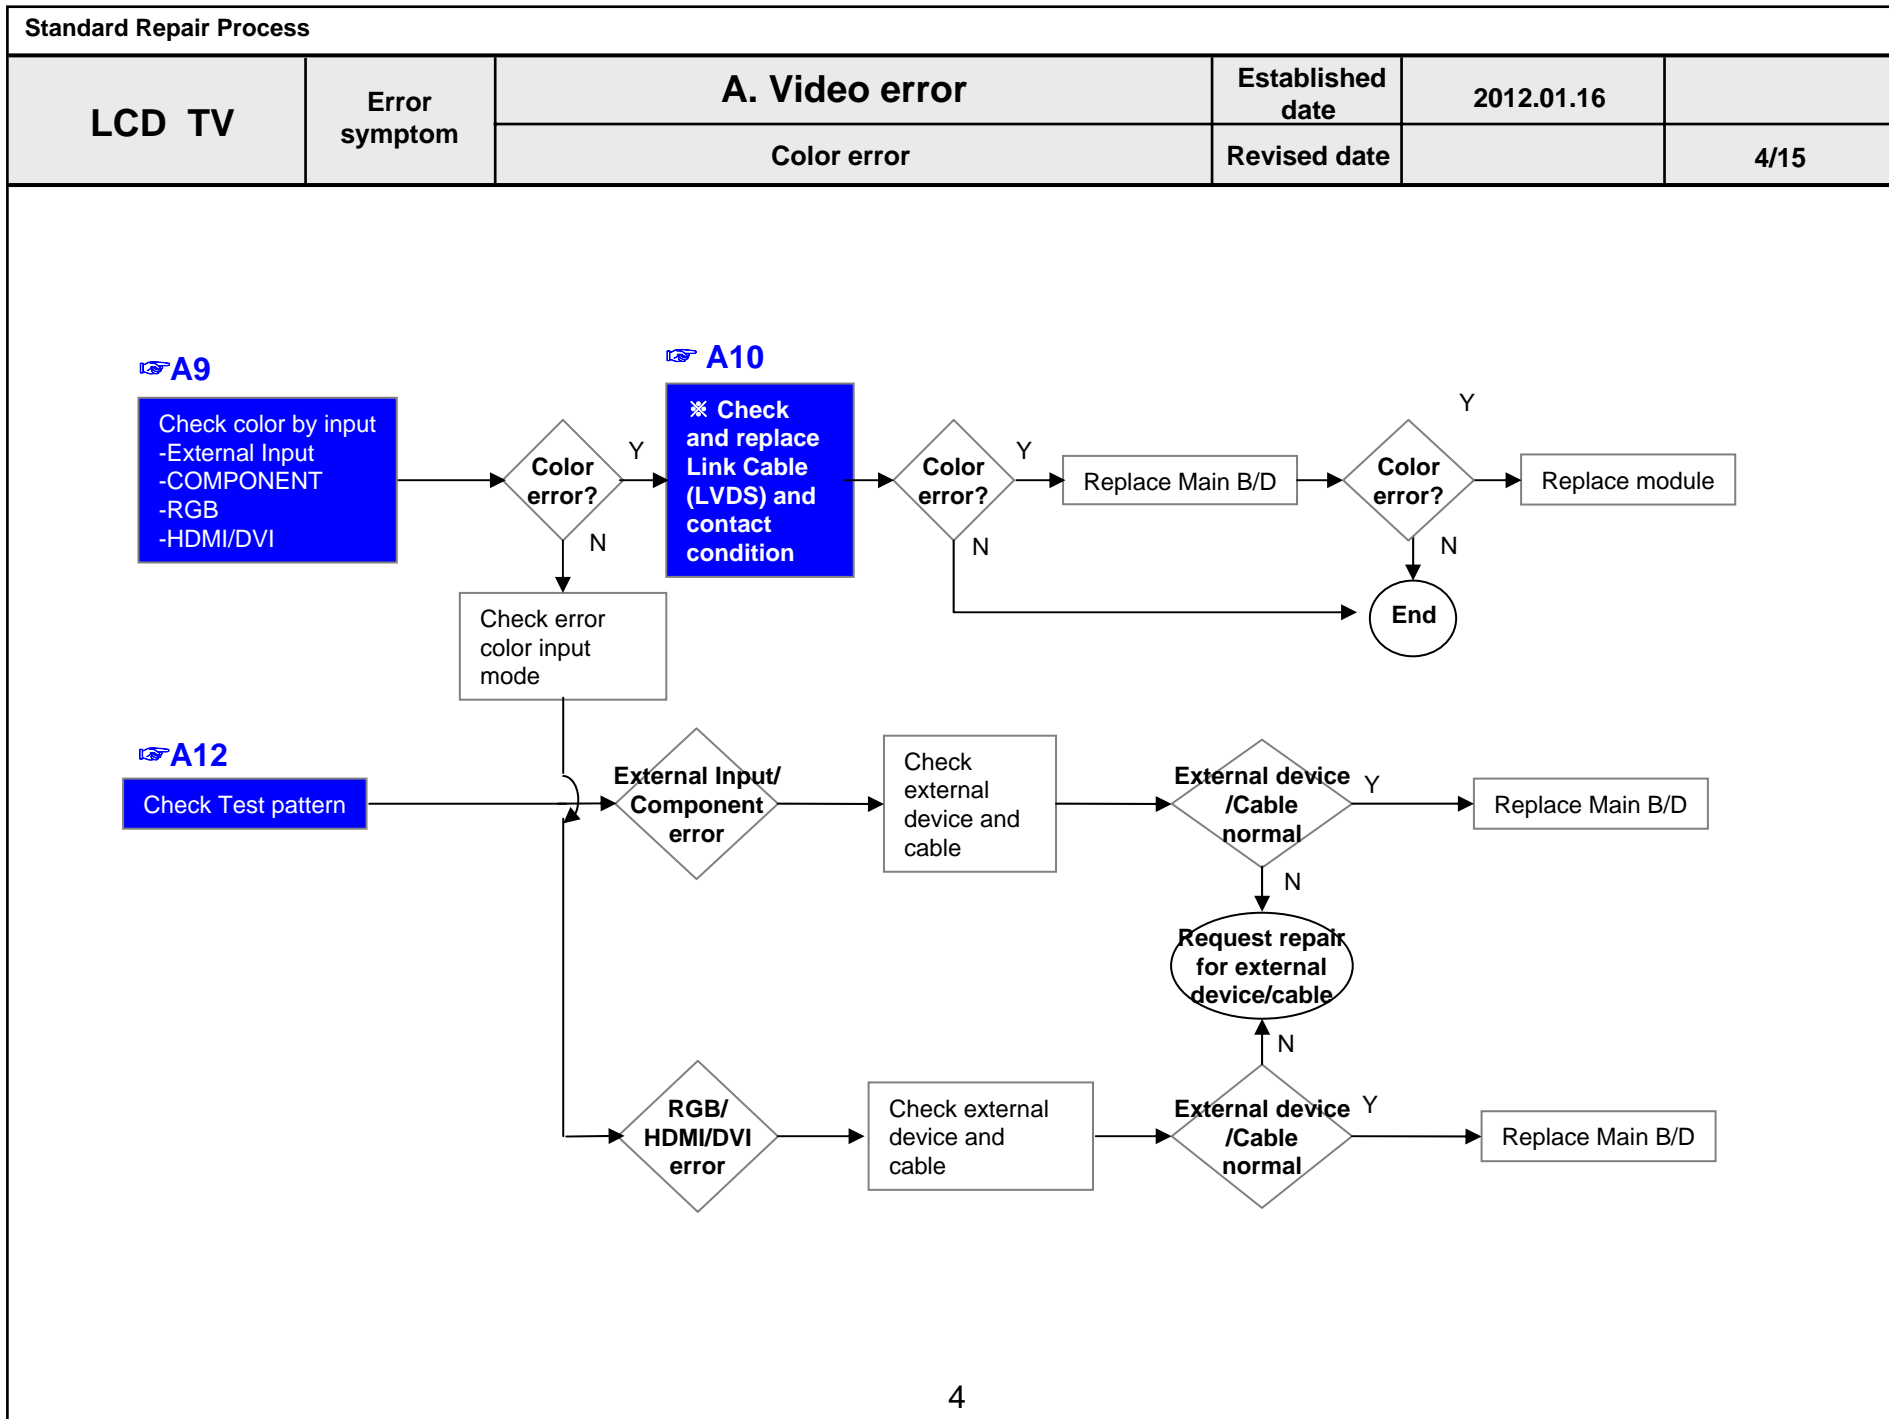 Standard Repair Process
LCD TV
Error
symptom
A. Video error
Established
date
2012.01.16
Color error
Revised date
4/15
☞A9
Check color by input
-External Input
-COMPONENT
-RGB
-HDMI/DVI
Color
error?
Y
N
☞ A10
※ Check
and replace
Link Cable
(LVDS) and
contact
condition
Color
error?
Y
N
Replace Main B/D
Color
error?
Y
N
Replace module
End
Check error
color input
mode
☞A12
Check Test pattern
External Input/
Component
error
Check
external
device and
cable
External device
/Cable
normal
Y
N
Replace Main B/D
Request repair
for external
device/cable
N
RGB/
HDMI/DVI
error
Check external
device and
cable
External device
/Cable
normal
Y
Replace Main B/D
4